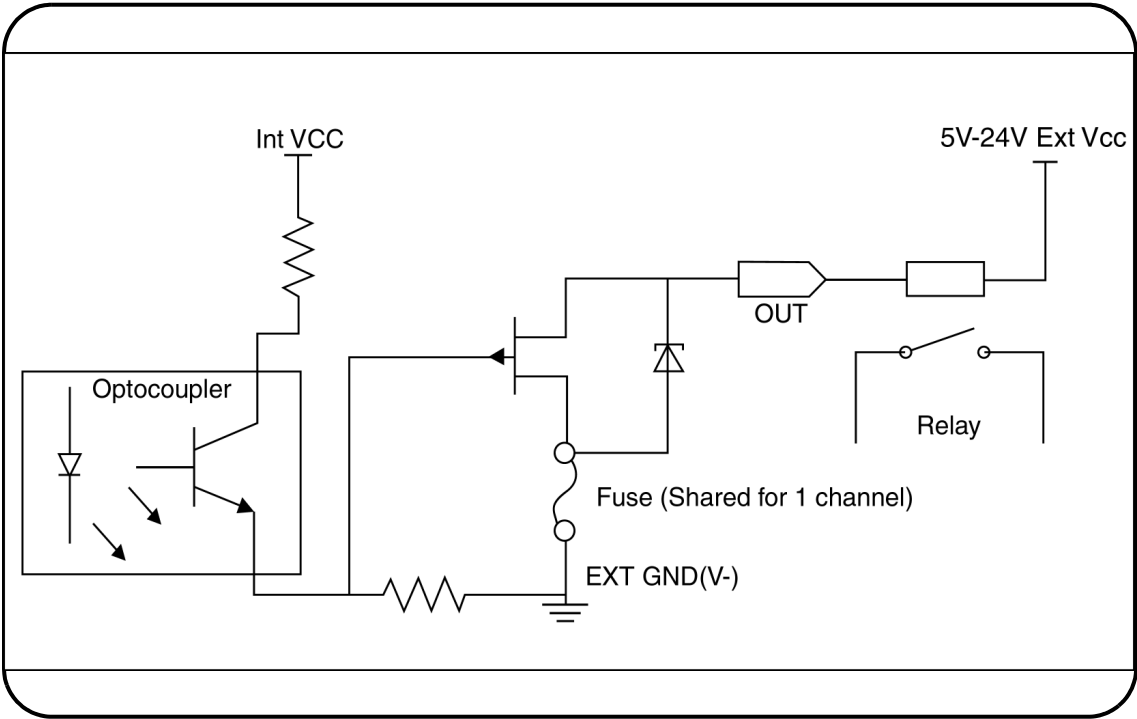 Int VCC
5V-24V Ext Vcc
OUT
Optocoupler
Relay
Fuse (Shared for 1 channel)
EXT GND(V-)